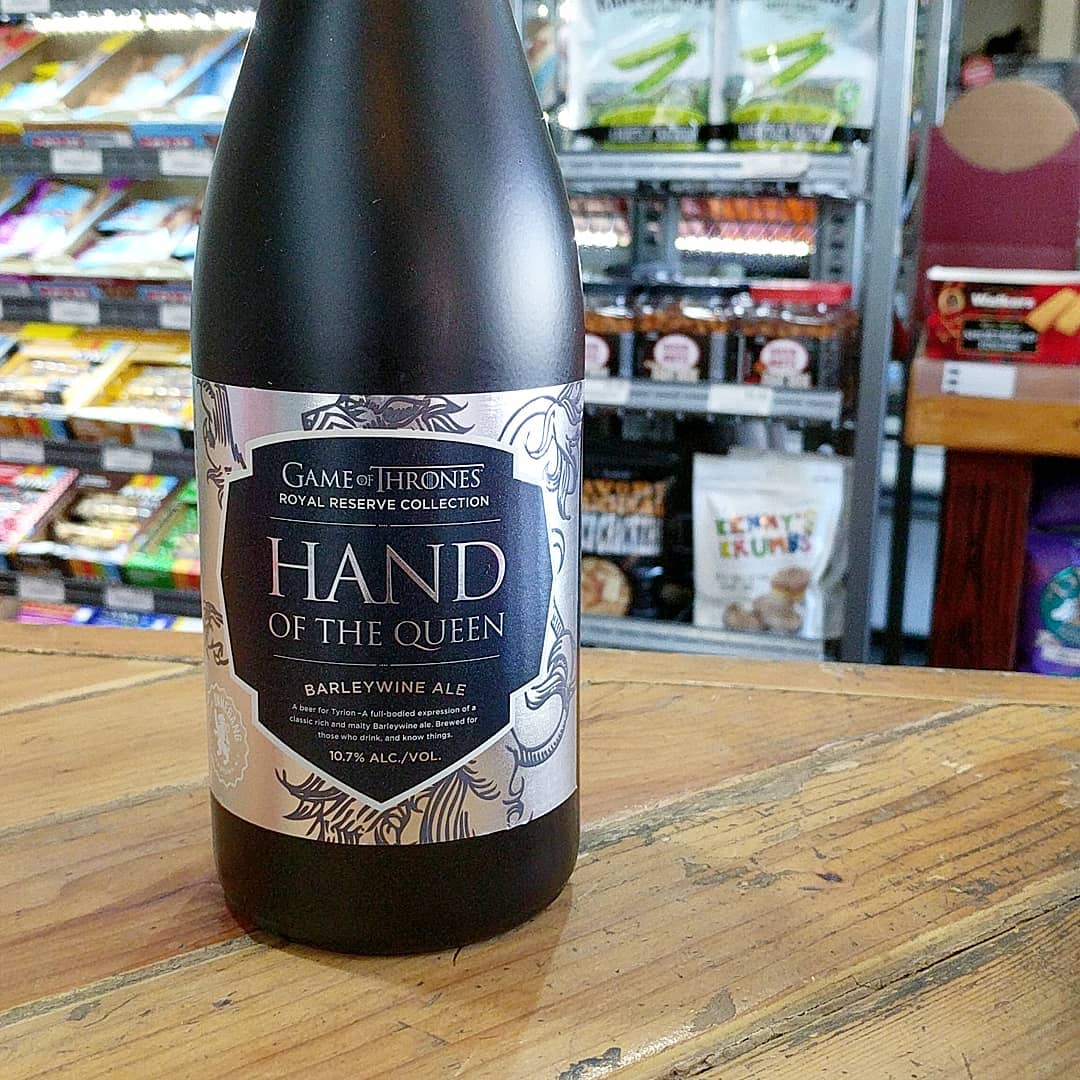 GAME OF THRONES
ROYAL RESERVE COLLECTION
HAND
OF THE QUEEN
BARLEYWINE ALE
A beer for Tyrion –A full-bodied expression of a
classic rich and malty Barleywine ale. Brewed for
those who drink, and know things.
10.7% ALC./VOL.
Walkers
KENNY'S
KRUMBS